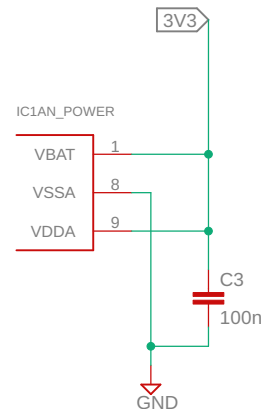 3V3
IC1AN_POWER
VBAT 1
VSSA 8
VDDA 9
C3
100n
GND